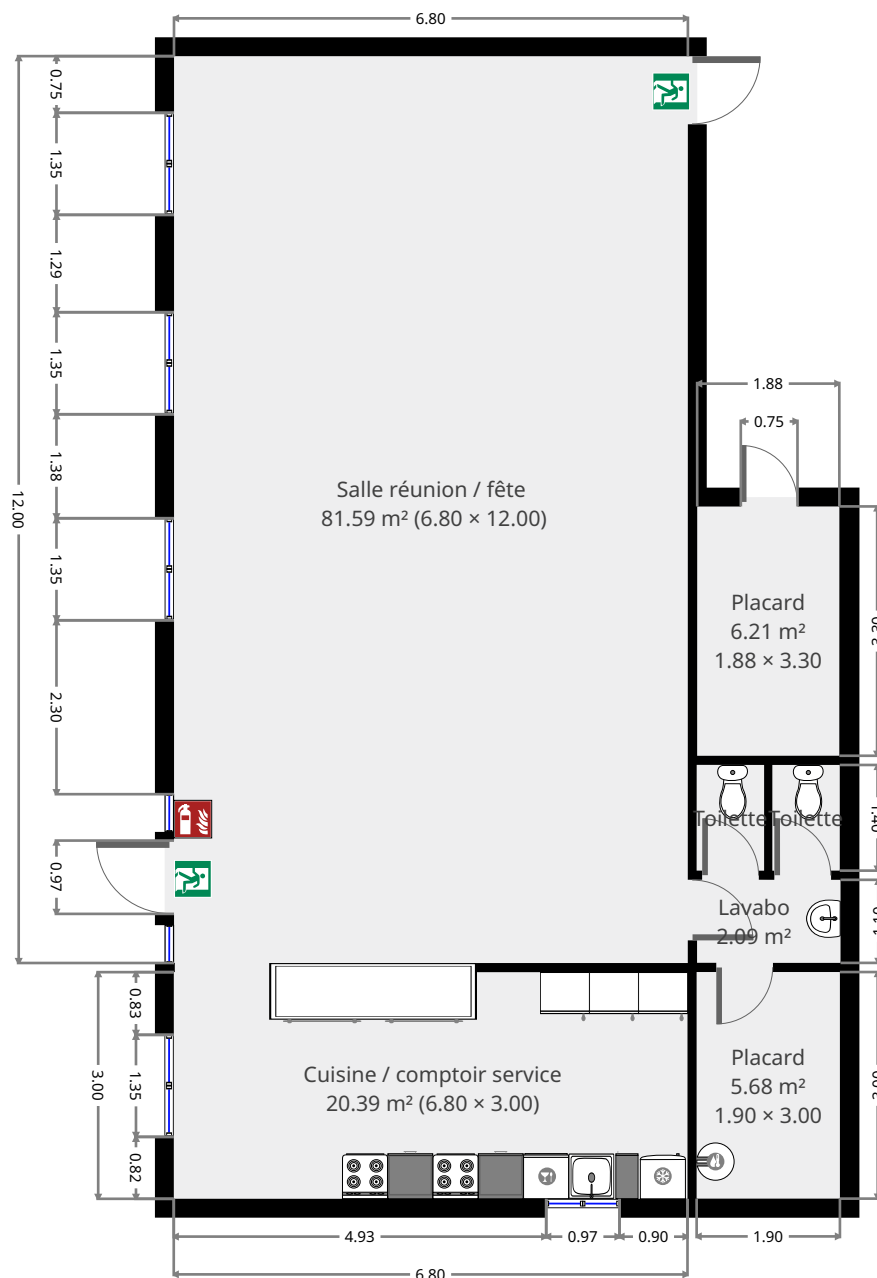 6.80
0.75
1.35
1.29
1.35
1.38
12.00
1.35
2.30
0.97
Salle réunion / fête
81.59 m² (6.80 × 12.00)
1.88
0.75
Placard
6.21 m²
1.88 × 3.30
Toilette
Toilette
Lavabo
2.09 m²
0.83
3.00
1.35
0.82
Cuisine / comptoir service
20.39 m² (6.80 × 3.00)
Placard
5.68 m²
1.90 × 3.00
4.93
0.97
0.90
1.90
6.80